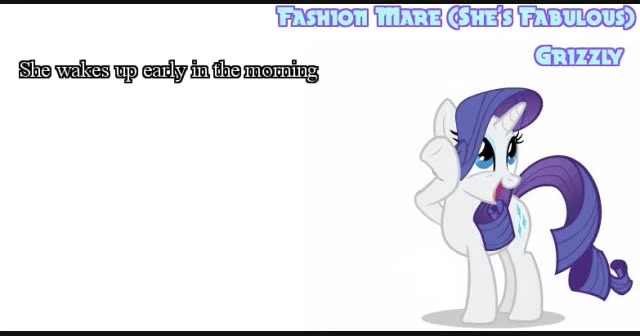 Fashion Mare (She's Fabulous)
Grizzly
She wakes up early in the morning